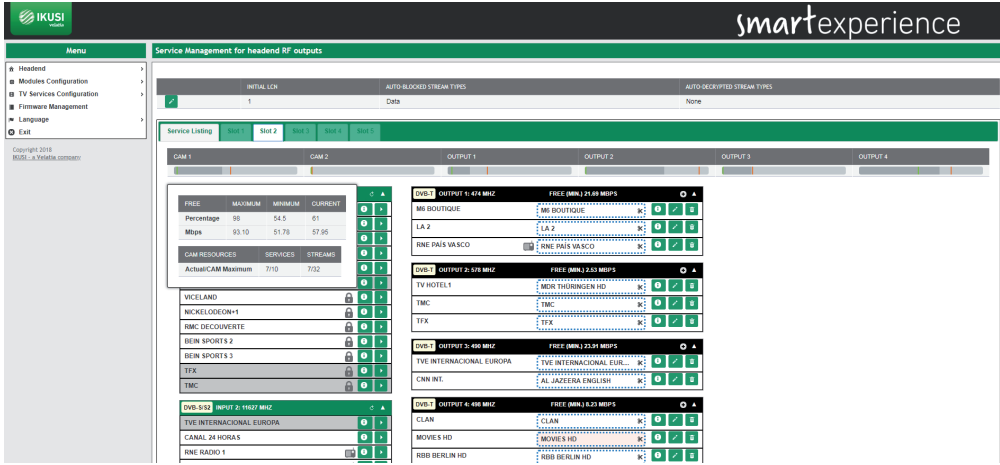 IKUSI
velatia
smartexperience
Menu
Headend
Modules Configuration
TV Services Configuration
Firmware Management
Language
Exit
Copyright 2018
IKUSI - a Velatia company
Service Management for headend RF outputs
INITIAL LCN AUTO-BLOCKED STREAM TYPES AUTO-DECRYPTED STREAM TYPES
1 Data None
Service Listing Slot 1 Slot 2 Slot 3 Slot 4 Slot 5
CAM 1 CAM 2 OUTPUT 1 OUTPUT 2 OUTPUT 3 OUTPUT 4
FREE MAXIMUM MINIMUM CURRENT
Percentage 98 54.5 61
Mbps 93.10 51.78 57.95
CAM RESOURCES SERVICES STREAMS
Actual/CAM Maximum 7/10 7/32
VICELAND
NICKELODEON+1
RMC DECOUVERTE
BEIN SPORTS 2
BEIN SPORTS 3
TFX
TMC
DVB-S/S2 INPUT 2: 11627 MHZ
TVE INTERNACIONAL EUROPA
CANAL 24 HORAS
RNE RADIO 1
DVB-T OUTPUT 1: 474 MHZ FREE (MIN.) 21.69 MBPS
M6 BOUTIQUE M6 BOUTIQUE
LA 2 LA 2
RNE PAÍS VASCO RNE PAÍS VASCO
DVB-T OUTPUT 2: 578 MHZ FREE (MIN.) 2.53 MBPS
TV HOTEL1 MDR THÜRINGEN HD
TMC TMC
TFX TFX
DVB-T OUTPUT 3: 490 MHZ FREE (MIN.) 23.91 MBPS
TVE INTERNACIONAL EUROPA TVE INTERNACIONAL EUR...
CNN INT. AL JAZEERA ENGLISH
DVB-T OUTPUT 4: 498 MHZ FREE (MIN.) 8.23 MBPS
CLAN CLAN
MOVIES HD MOVIES HD
RBB BERLIN HD RBB BERLIN HD